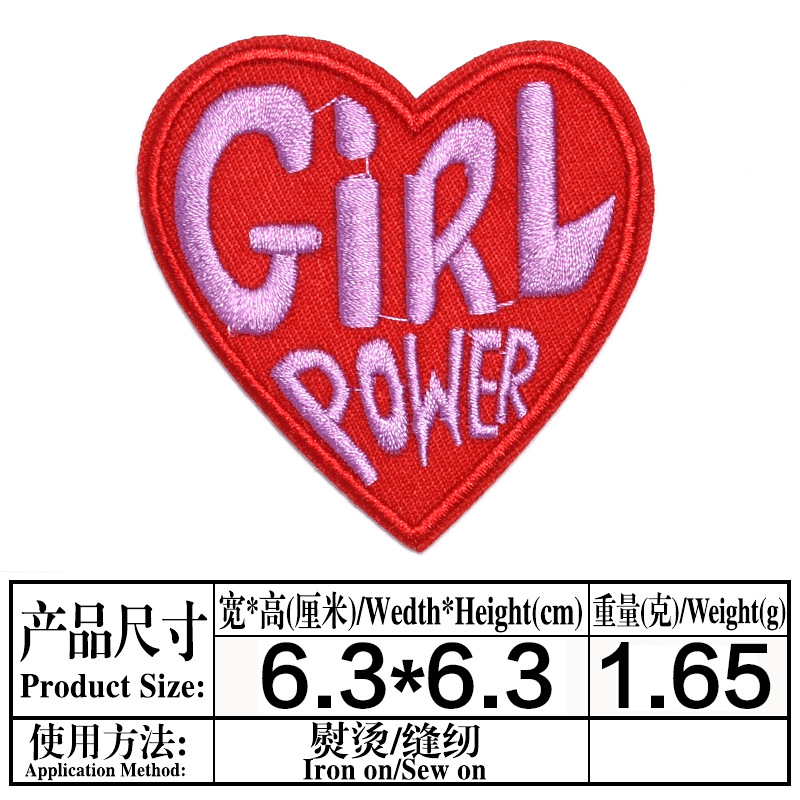 GiRL
POWER
产品尺寸
Product Size:
宽*高(厘米)/Wedth*Height(cm)
6.3*6.3
重量(克)/Weight(g)
1.65
使用方法:
Application Method:
熨烫/缝纫
Iron on/Sew on